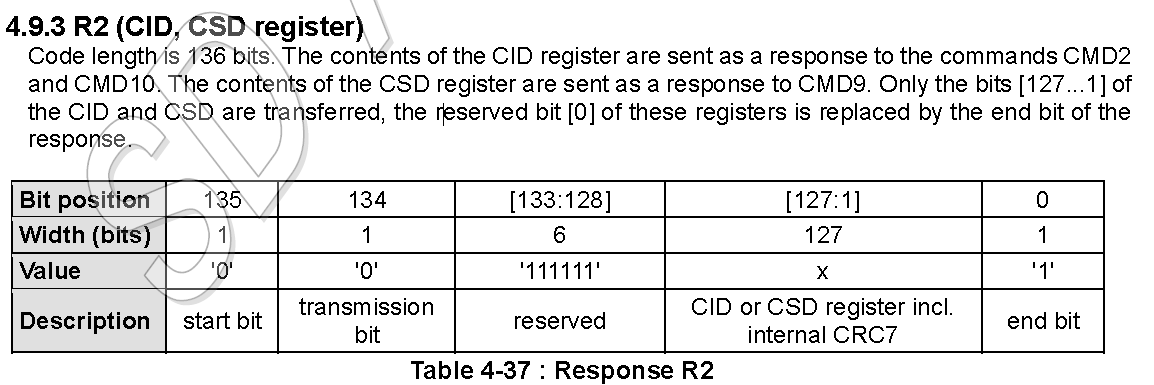 4.9.3 R2 (CID, CSD register)
Code length is 136 bits. The contents of the CID register are sent as a response to the commands CMD2
and CMD10. The contents of the CSD register are sent as a response to CMD9. Only the bits [127...1] of
the CID and CSD are transferred, the reserved bit [0] of these registers is replaced by the end bit of the
response.
Bit position 135 134 [133:128] [127:1] 0
Width (bits) 1 1 6 127 1
Value '0' '0' '111111' x '1'
Description start bit transmission bit reserved CID or CSD register incl. internal CRC7 end bit
Table 4-37 : Response R2
SD